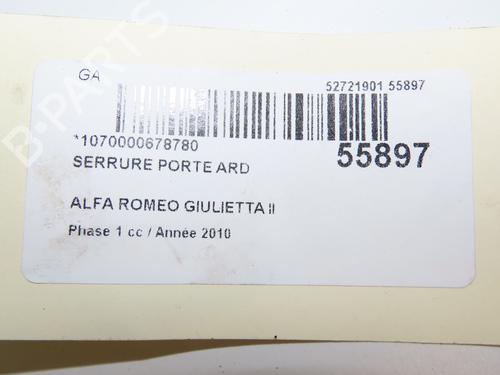 GA
52721901 55897
*1070000678780
55897
SERRURE PORTE ARD
ALFA ROMEO GIULIETTA II
Phase 1 cc / Année 2010
B-PARTS